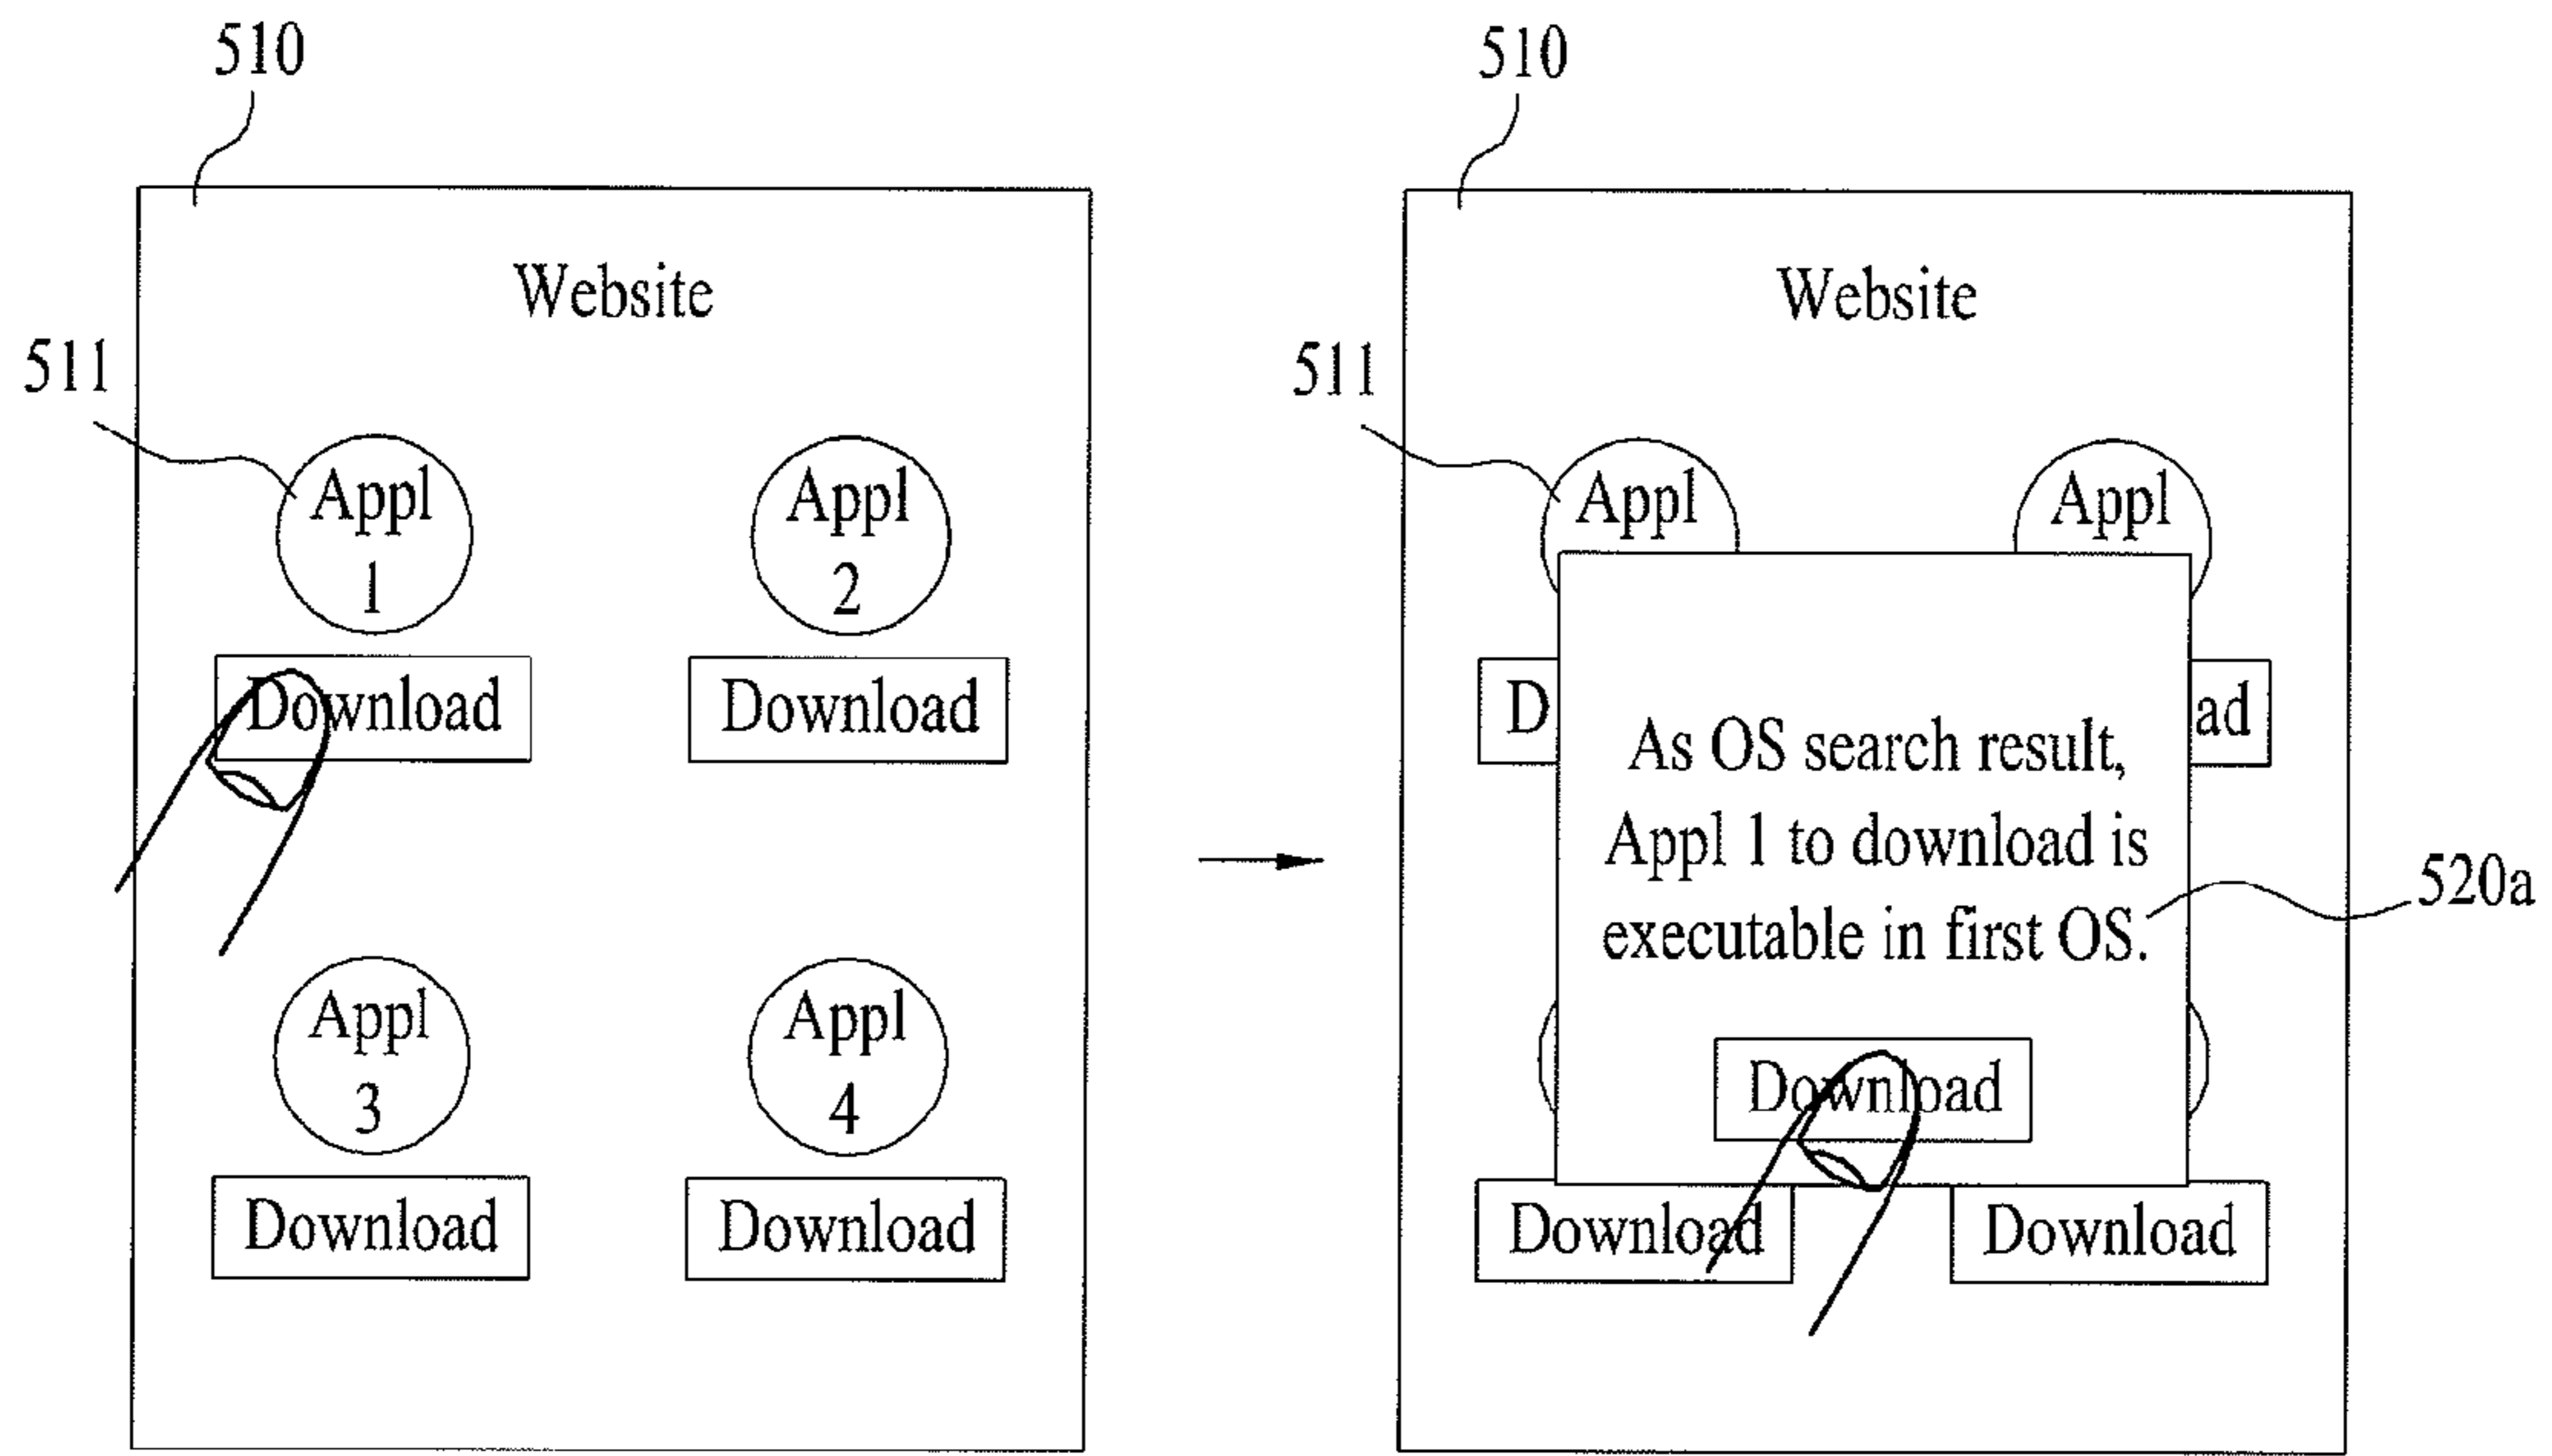 510
Website
511
Appl
1
Appl
2
Download
Download
Appl
3
Appl
4
Download
Download
510
Website
511
Appl
Appl
D
ad
As OS search result,
Appl 1 to download is
executable in first OS.
520a
Download
Download
Download